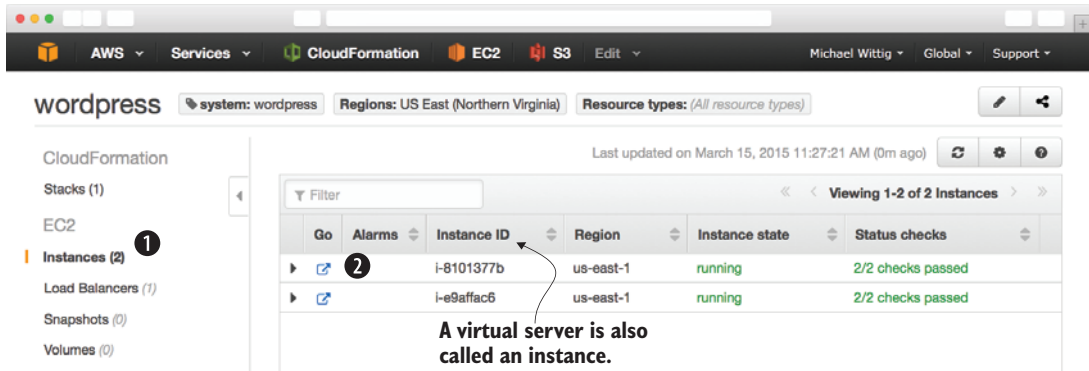 AWS Services CloudFormation EC2 S3 Edit Michael Wittig Global Support
wordpress system: wordpress Regions: US East (Northern Virginia) Resource types: (All resource types)
Last updated on March 15, 2015 11:27:21 AM (0m ago)
CloudFormation
Stacks (1)
EC2
Instances (2) 1
Load Balancers (1)
Snapshots (0)
Volumes (0)
Filter Viewing 1-2 of 2 Instances
Go Alarms Instance ID Region Instance state Status checks
2 i-8101377b us-east-1 running 2/2 checks passed
i-e9affac6 us-east-1 running 2/2 checks passed
A virtual server is also
called an instance.